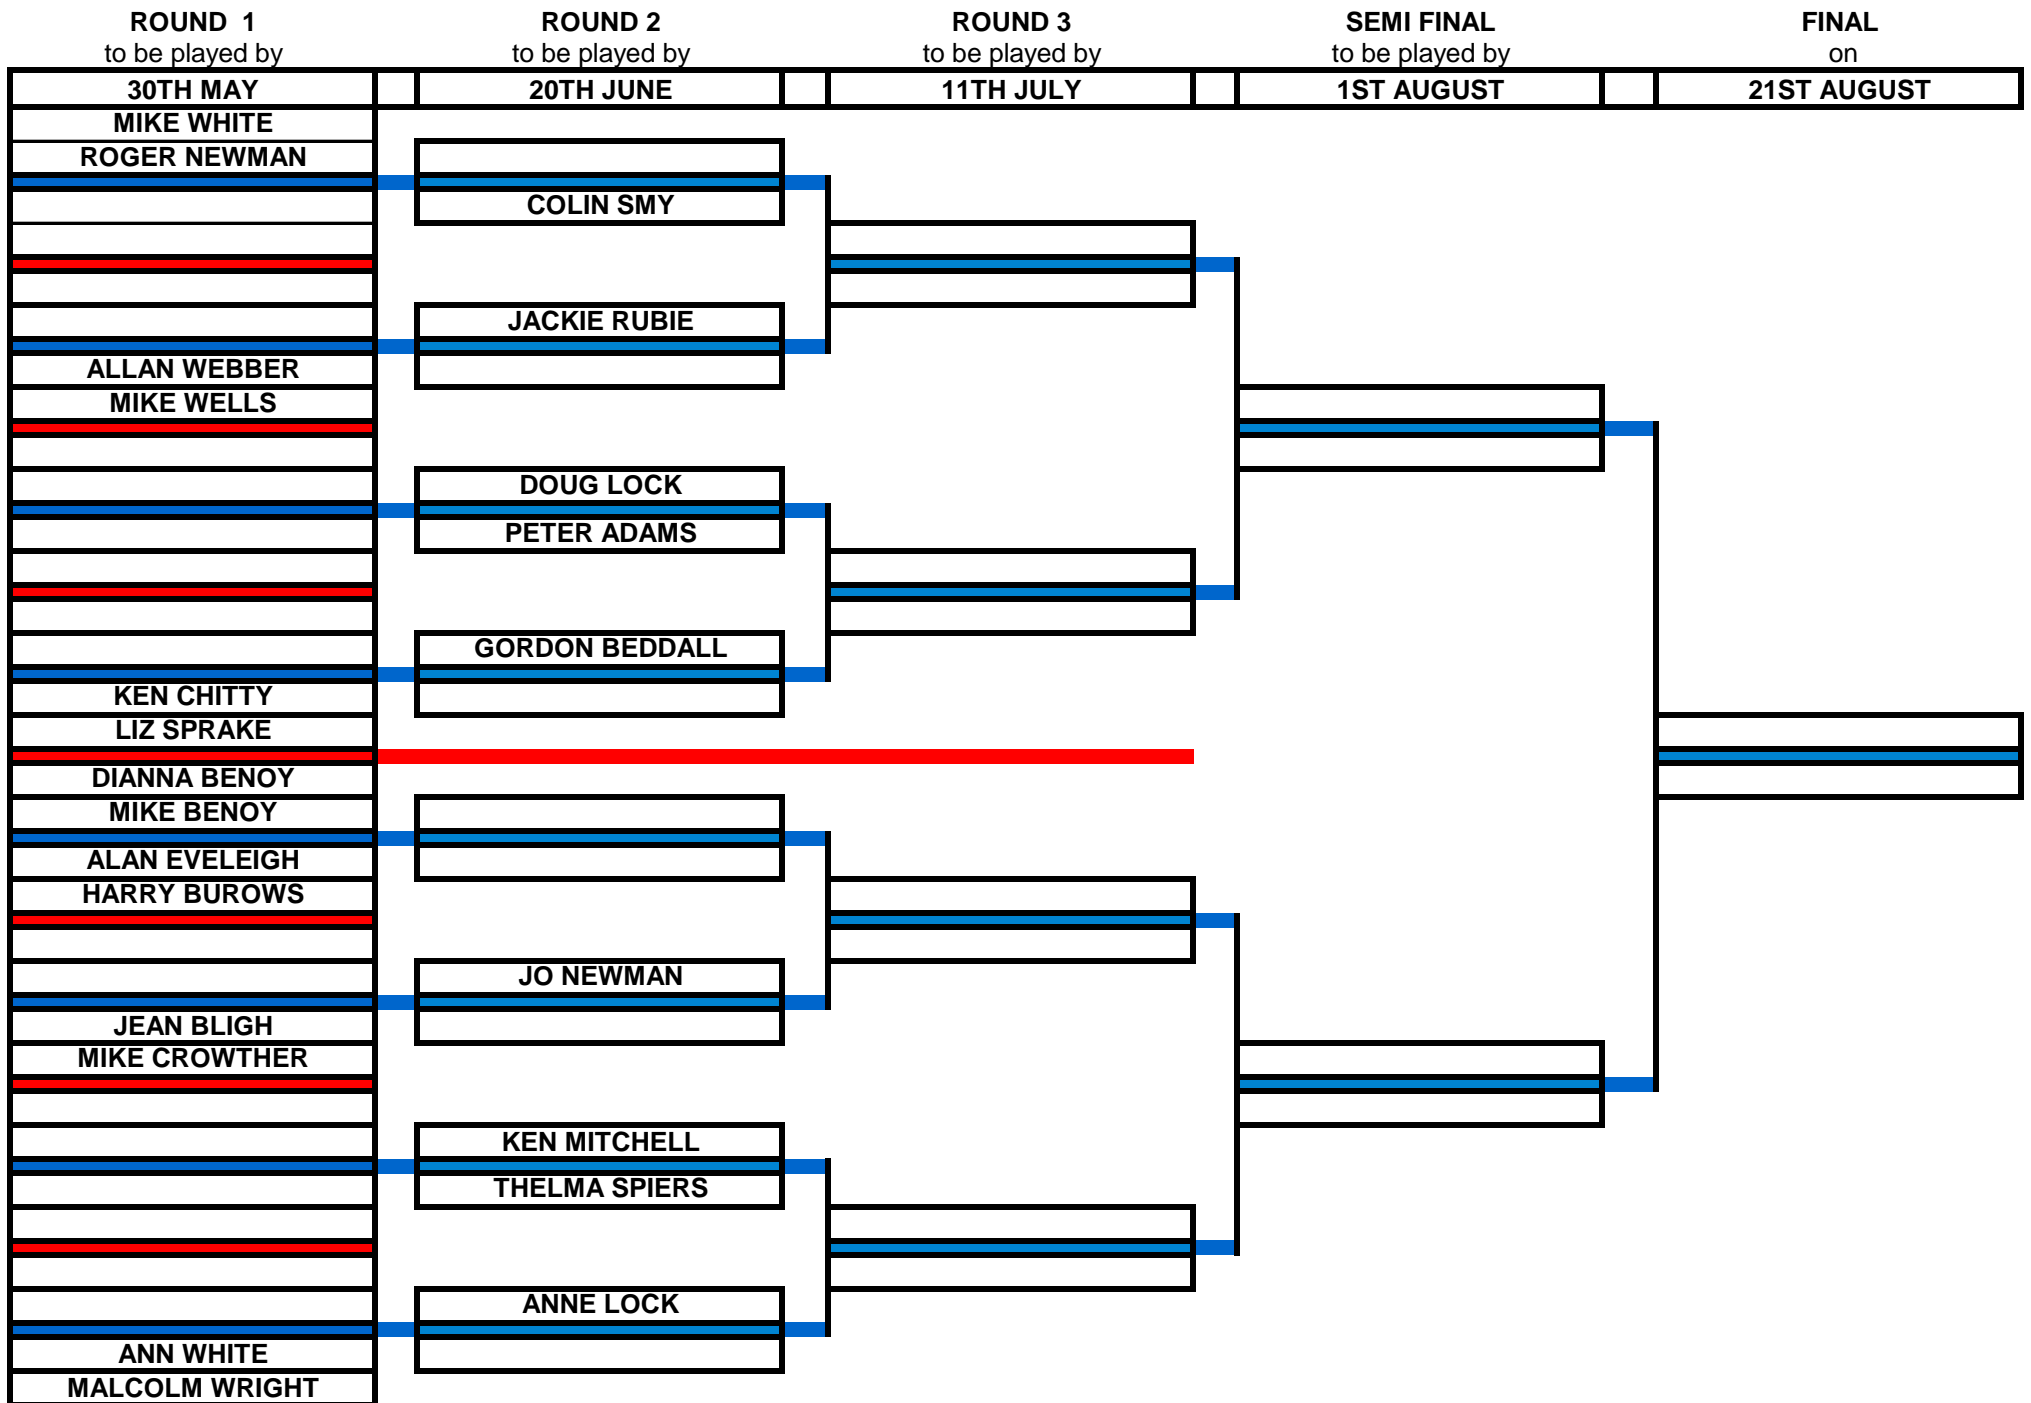 ROUND  1
to be played by
30TH MAY
ROUND 2
to be played by
20TH JUNE
ROUND 3
to be played by
11TH JULY
SEMI FINAL
to be played by
1ST AUGUST
FINAL
on
21ST AUGUST
MIKE WHITE
ROGER NEWMAN
ALLAN WEBBER
MIKE WELLS
KEN CHITTY
LIZ SPRAKE
DIANNA BENOY
MIKE BENOY
ALAN EVELEIGH
HARRY BUROWS
JEAN BLIGH
MIKE CROWTHER
ANN WHITE
MALCOLM WRIGHT
COLIN SMY
JACKIE RUBIE
DOUG LOCK
PETER ADAMS
GORDON BEDDALL
JO NEWMAN
KEN MITCHELL
THELMA SPIERS
ANNE LOCK